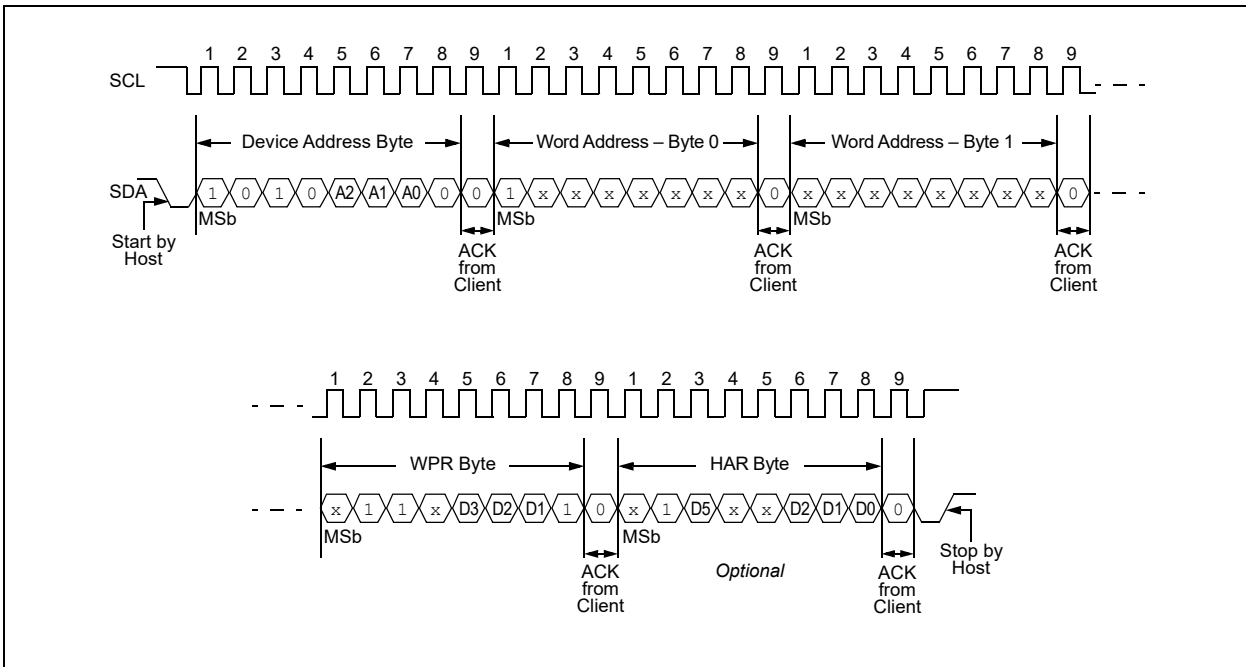 1 2 3 4 5 6 7 8 9 1 2 3 4 5 6 7 8 9 1 2 3 4 5 6 7 8 9
SCL
Device Address Byte Word Address – Byte 0 Word Address – Byte 1
SDA 1 0 1 0 A2 A1 A0 0 0 1 x x x x x x x 0 x x x x x x x x 0
MSb MSb MSb
Start by Host
ACK from Client
ACK from Client
ACK from Client
1 2 3 4 5 6 7 8 9 1 2 3 4 5 6 7 8 9
WPR Byte HAR Byte
x 1 1 x D3 D2 D1 1 0 x 1 D5 x x D2 D1 D0 0
MSb MSb
ACK from Client
Optional
ACK from Client
Stop by Host